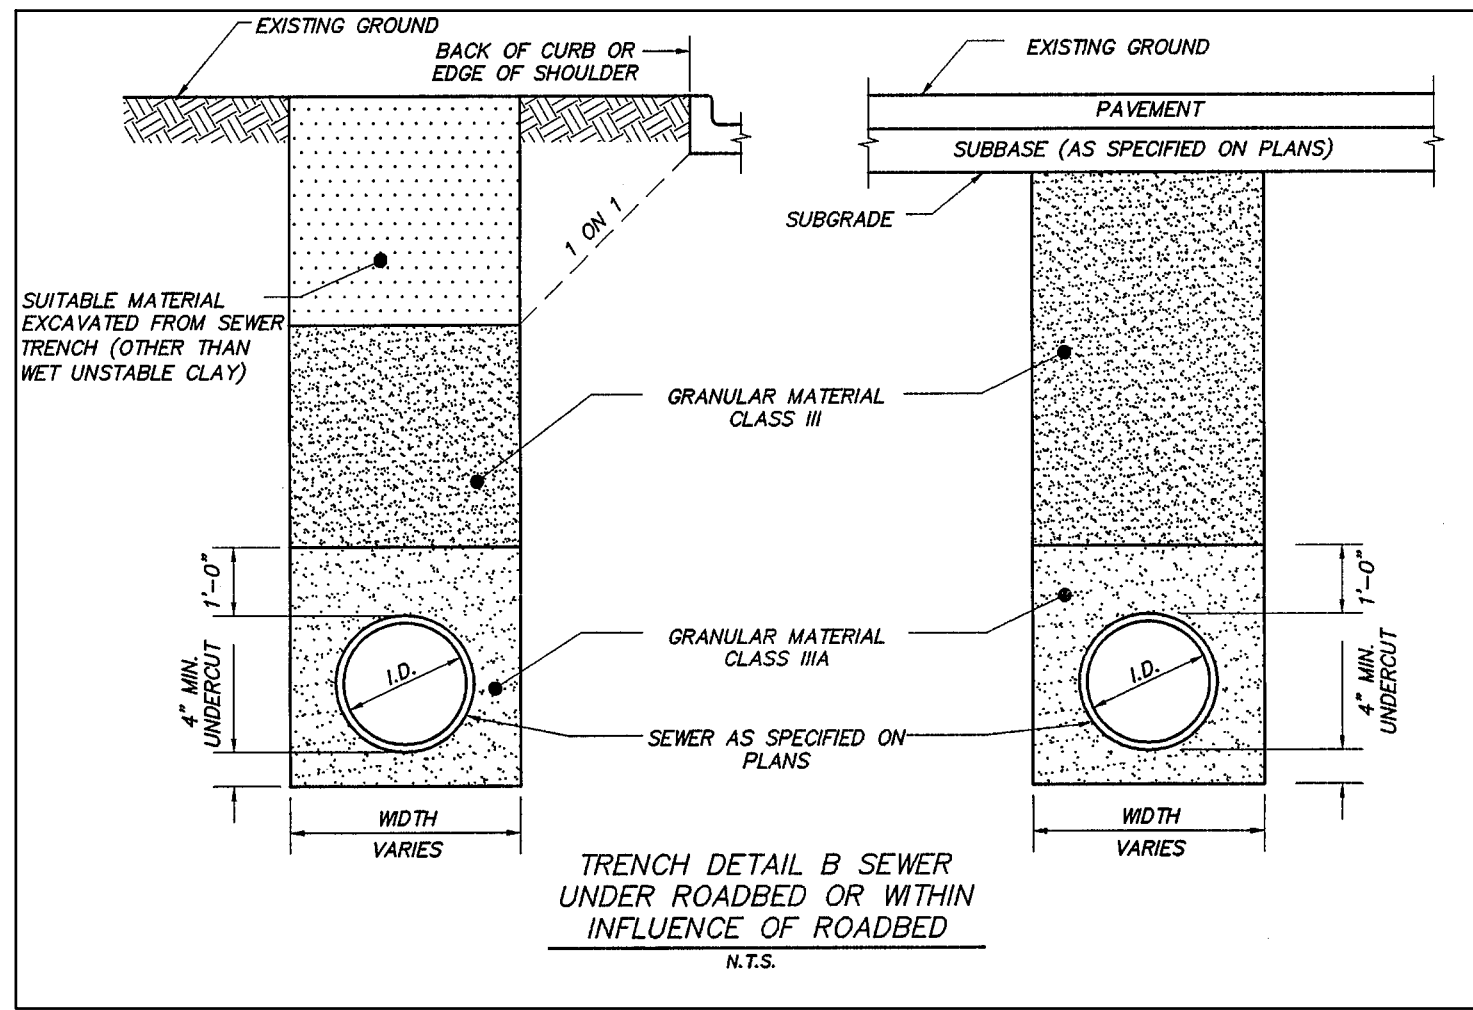 EXISTING GROUND
BACK OF CURB OR
EDGE OF SHOULDER
EXISTING GROUND
PAVEMENT
SUBBASE (AS SPECIFIED ON PLANS)
SUBGRADE
1 ON 1
SUITABLE MATERIAL
EXCAVATED FROM SEWER
TRENCH (OTHER THAN
WET UNSTABLE CLAY)
GRANULAR MATERIAL
CLASS III
1'-0"
1'-0"
GRANULAR MATERIAL
CLASS IIIA
I.D.
I.D.
4" MIN.
UNDERCUT
4" MIN.
UNDERCUT
SEWER AS SPECIFIED ON
PLANS
WIDTH
VARIES
WIDTH
VARIES
TRENCH DETAIL B SEWER
UNDER ROADBED OR WITHIN
INFLUENCE OF ROADBED
N.T.S.